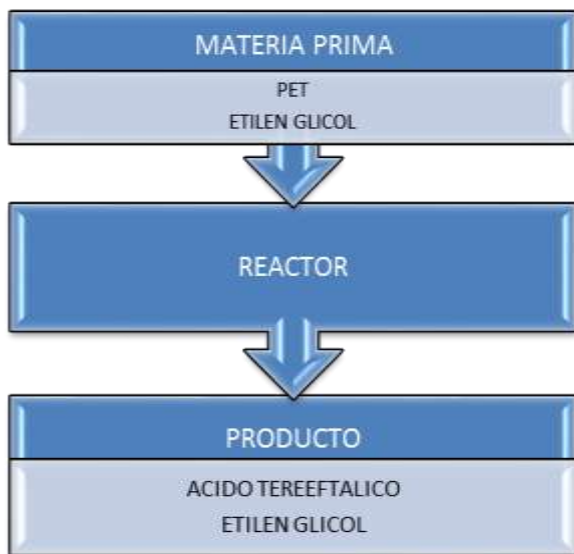 MATERIA PRIMA
PET
ETILEN GLICOL
REACTOR
PRODUCTO
ACIDO TEREEFTALICO
ETILEN GLICOL